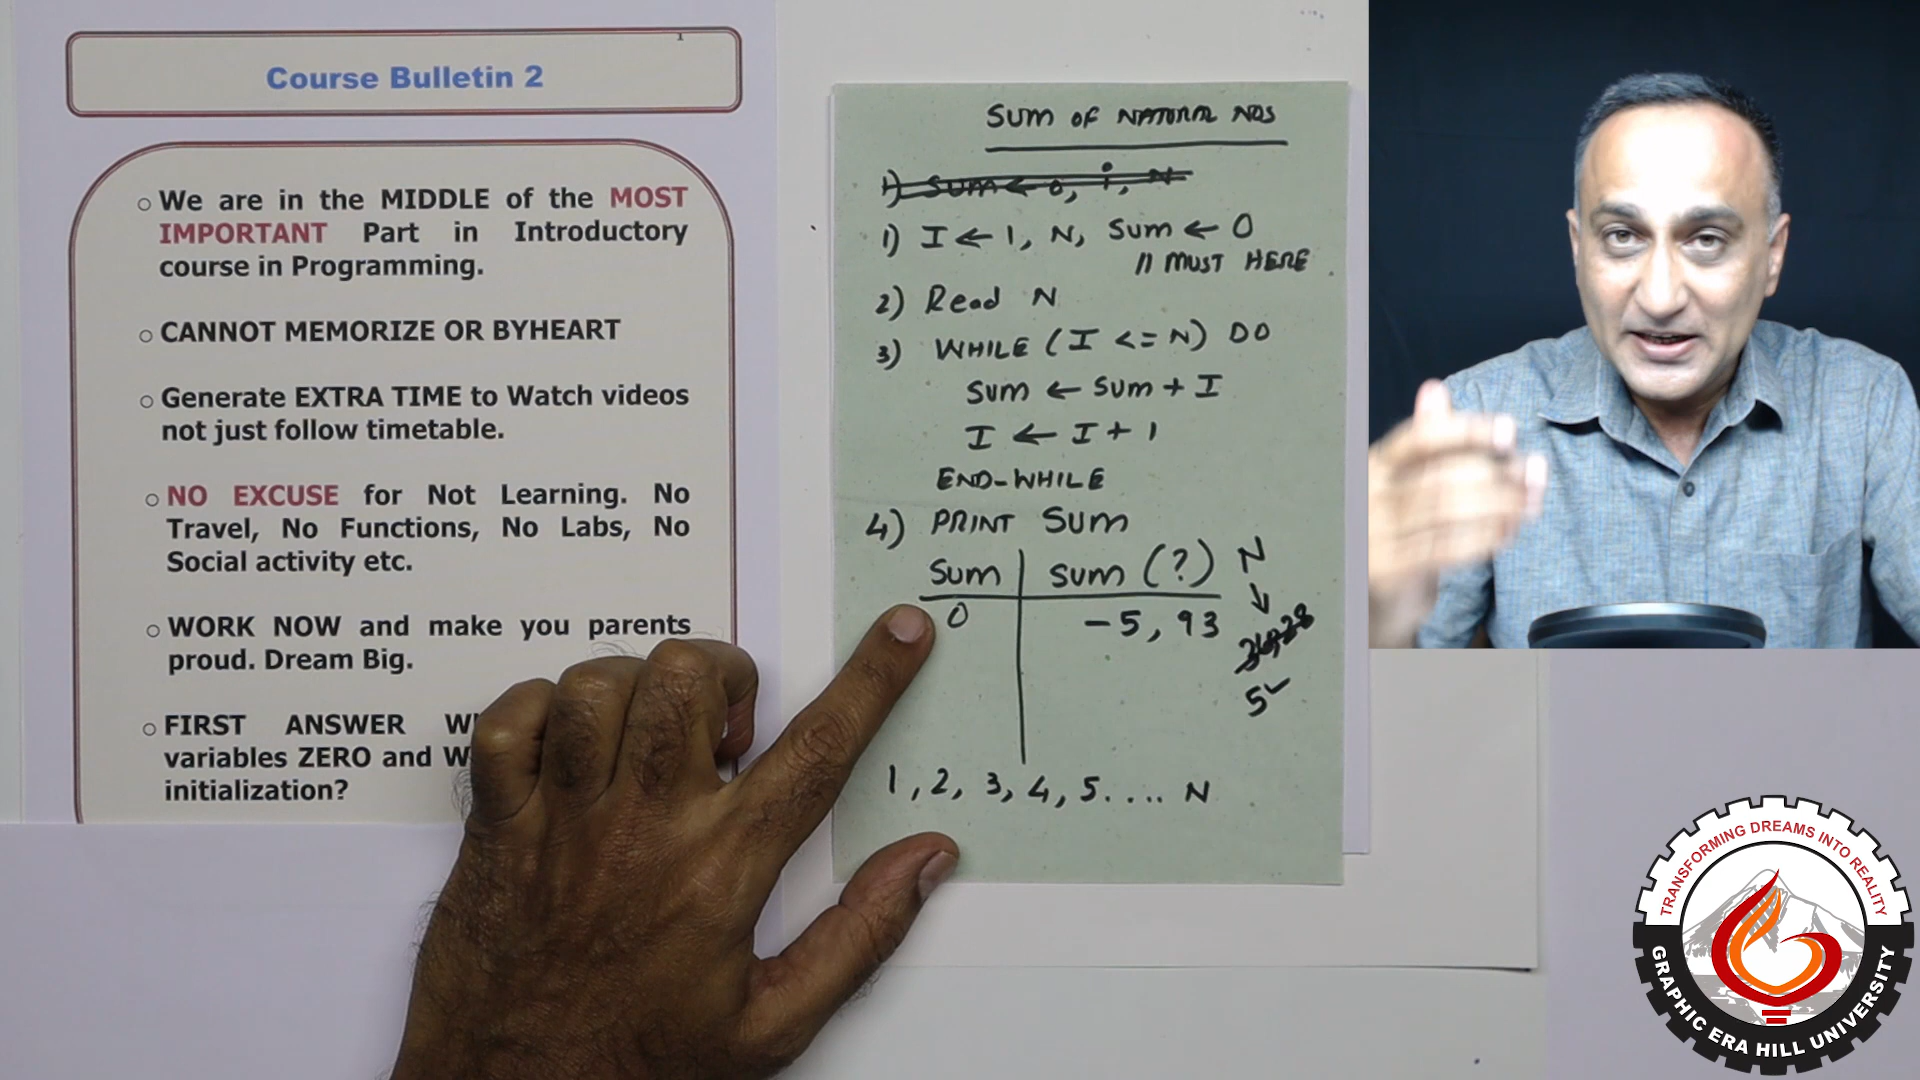 1
Course Bulletin 2
○ We are in the MIDDLE of the MOST
IMPORTANT Part in Introductory
course in Programming.
○ CANNOT MEMORIZE OR BYHEART
○ Generate EXTRA TIME to Watch videos
not just follow timetable.
○ NO EXCUSE for Not Learning. No
Travel, No Functions, No Labs, No
Social activity etc.
○ WORK NOW and make you parents
proud. Dream Big.
○ FIRST ANSWER
variables ZERO and
initialization?
SUM OF NATURAL NOS
1) SUM ← 0, i, N
1) I ← 1, N, SUM ← 0
// MUST HERE
2) Read N
3) WHILE (I <= N) DO
SUM ← SUM + I
I ← I + 1
END-WHILE
4) PRINT SUM
SUM | SUM (?) N
↓
0 | -5, 93
5
1, 2, 3, 4, 5.... N
TRANSFORMING DREAMS INTO REALITY
GRAPHIC ERA HILL UNIVERSITY